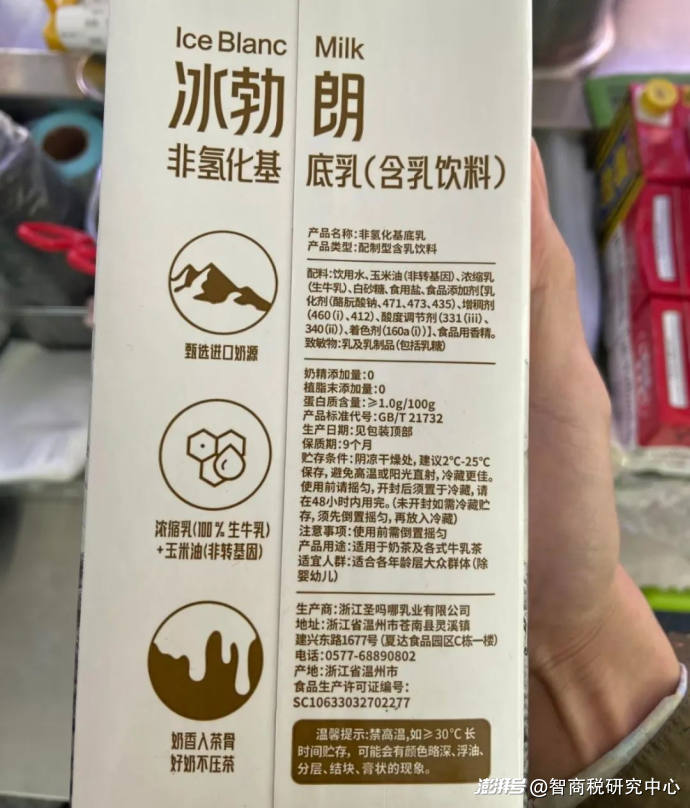 Ice Blanc Milk
冰勃朗
非氢化基底乳(含乳饮料)
甄选进口奶源
浓缩乳(100%生牛乳)
+玉米油(非转基因)
奶香入茶骨
好奶不压茶
产品名称:非氢化基底乳
产品类型:配制型含乳饮料
配料:饮用水、玉米油(非转基因)、浓缩乳
(生牛乳)、白砂糖、食用盐、食品添加剂【乳
化剂(酪朊酸钠、471、473、435)、增稠剂
(460(i)、412)、酸度调节剂(331(iii)、
340(ii))、着色剂(160a(i))】、食品用香精。
致敏物:乳及乳制品(包括乳糖)
奶精添加量:0
植脂末添加量:0
蛋白质含量:≥1.0g/100g
产品标准代号:GB/T 21732
生产日期:见包装顶部
保质期:9个月
贮存条件:阴凉干燥处,建议2℃-25℃
保存,避免高温或阳光直射,冷藏更佳。
使用前请摇匀,开封后须置于冷藏,请
在48小时内用完。(未开封如需冷藏贮
存,须先倒置摇匀,再放入冷藏)
注意事项:使用前需倒置摇匀
产品用途:适用于奶茶及各式牛乳茶
适宜人群:适合各年龄层大众群体(除
婴幼儿)
生产商:浙江圣吗哪乳业有限公司
地址:浙江省温州市苍南县灵溪镇
建兴东路1677号(夏达食品园区C栋一楼)
电话:0577-68890802
产地:浙江省温州市
食品生产许可证编号:
SC10633032702277
温馨提示:禁高温,如≥30℃长
时间贮存,可能会有颜色略深、浮油、
分层、结块、膏状的现象。
澎湃号@智商税研究中心